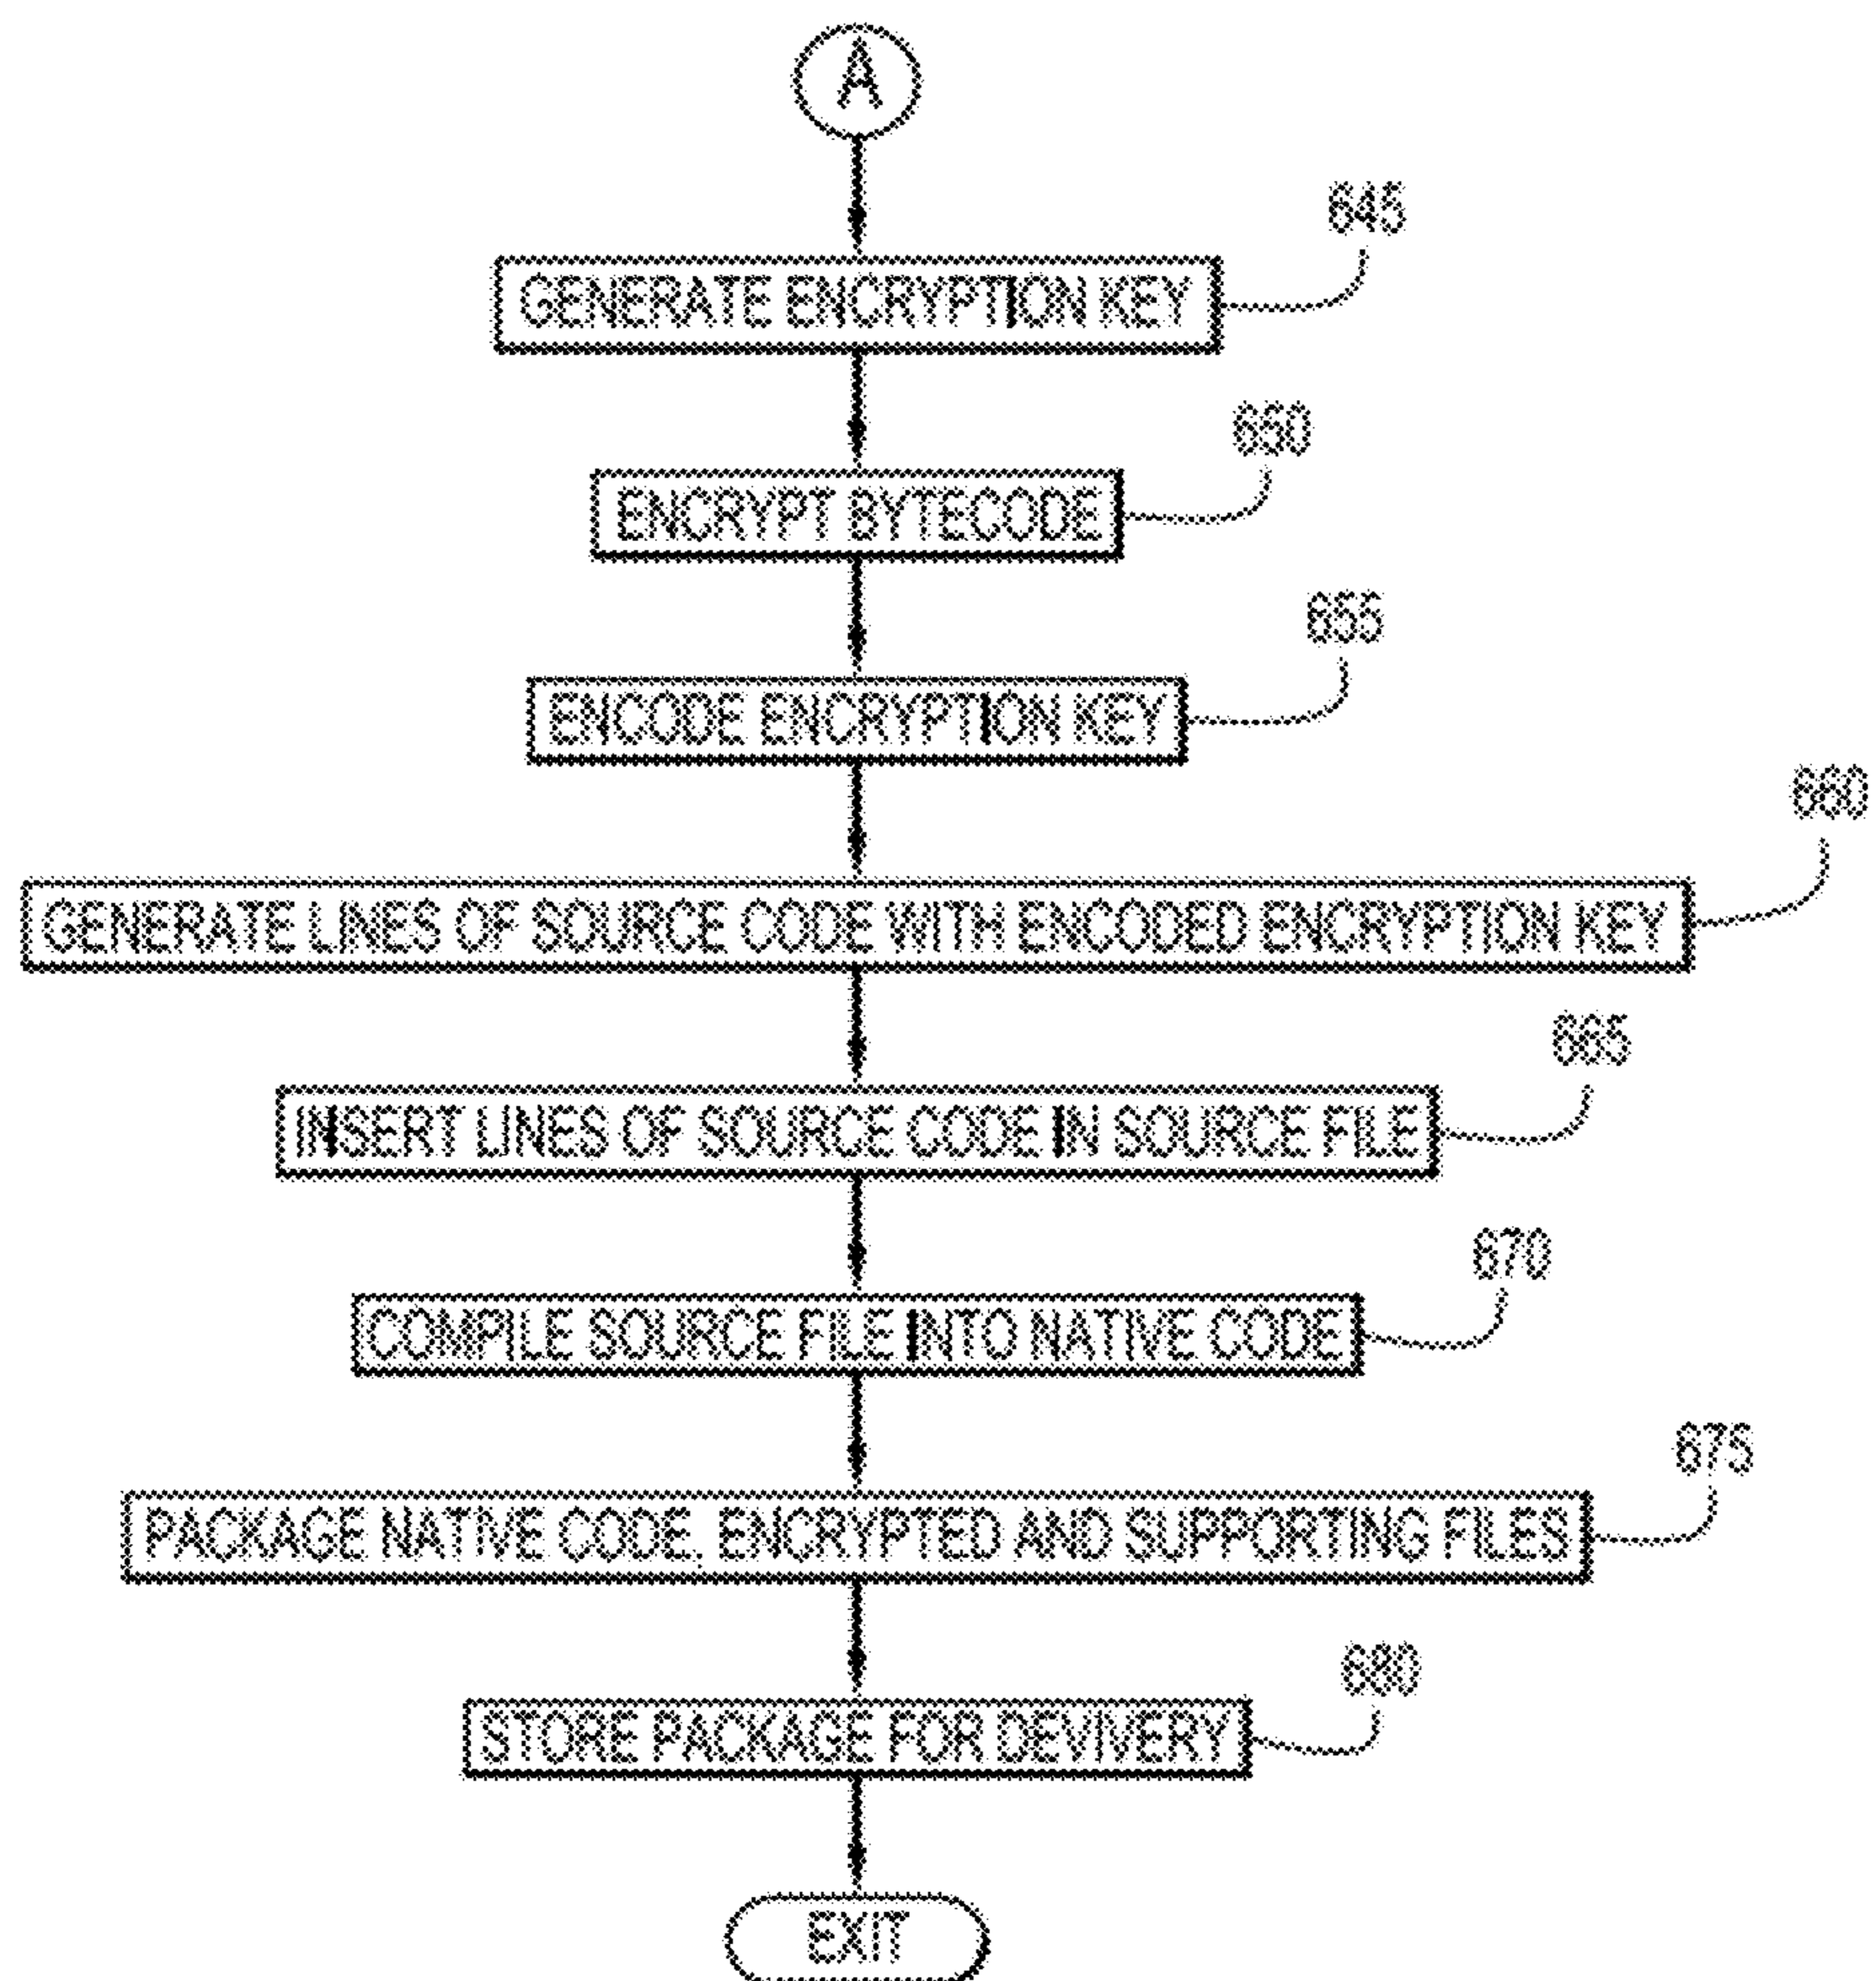 A
645
GENERATE ENCRYPTION KEY
650
ENCRYPT BYTECODE
655
ENCODE ENCRYPTION KEY
660
GENERATE LINES OF SOURCE CODE WITH ENCODED ENCRYPTION KEY
665
INSERT LINES OF SOURCE CODE IN SOURCE FILE
670
COMPILE SOURCE FILE INTO NATIVE CODE
675
PACKAGE NATIVE CODE, ENCRYPTED AND SUPPORTING FILES
680
STORE PACKAGE FOR DEVIVERY
EXIT